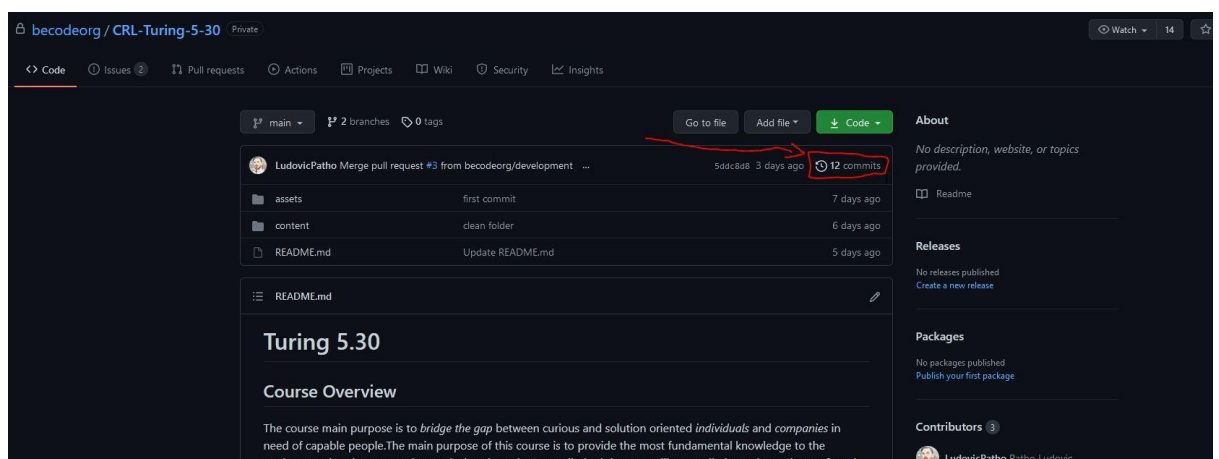 becodeorg / CRL-Turing-5-30 Private
Watch 14
Code Issues 2 Pull requests Actions Projects Wiki Security Insights
main 2 branches 0 tags Go to file Add file Code
LudovicPatho Merge pull request #3 from becodeorg/development ... 5ddc8d8 3 days ago 12 commits
assets first commit 7 days ago
content clean folder 6 days ago
README.md Update README.md 5 days ago
README.md
Turing 5.30
Course Overview
The course main purpose is to bridge the gap between curious and solution oriented individuals and companies in
need of capable people.The main purpose of this course is to provide the most fundamental knowledge to the
About
No description, website, or topics
provided.
Readme
Releases
No releases published
Create a new release
Packages
No packages published
Publish your first package
Contributors 3
LudovicPatho Patho Ludovic